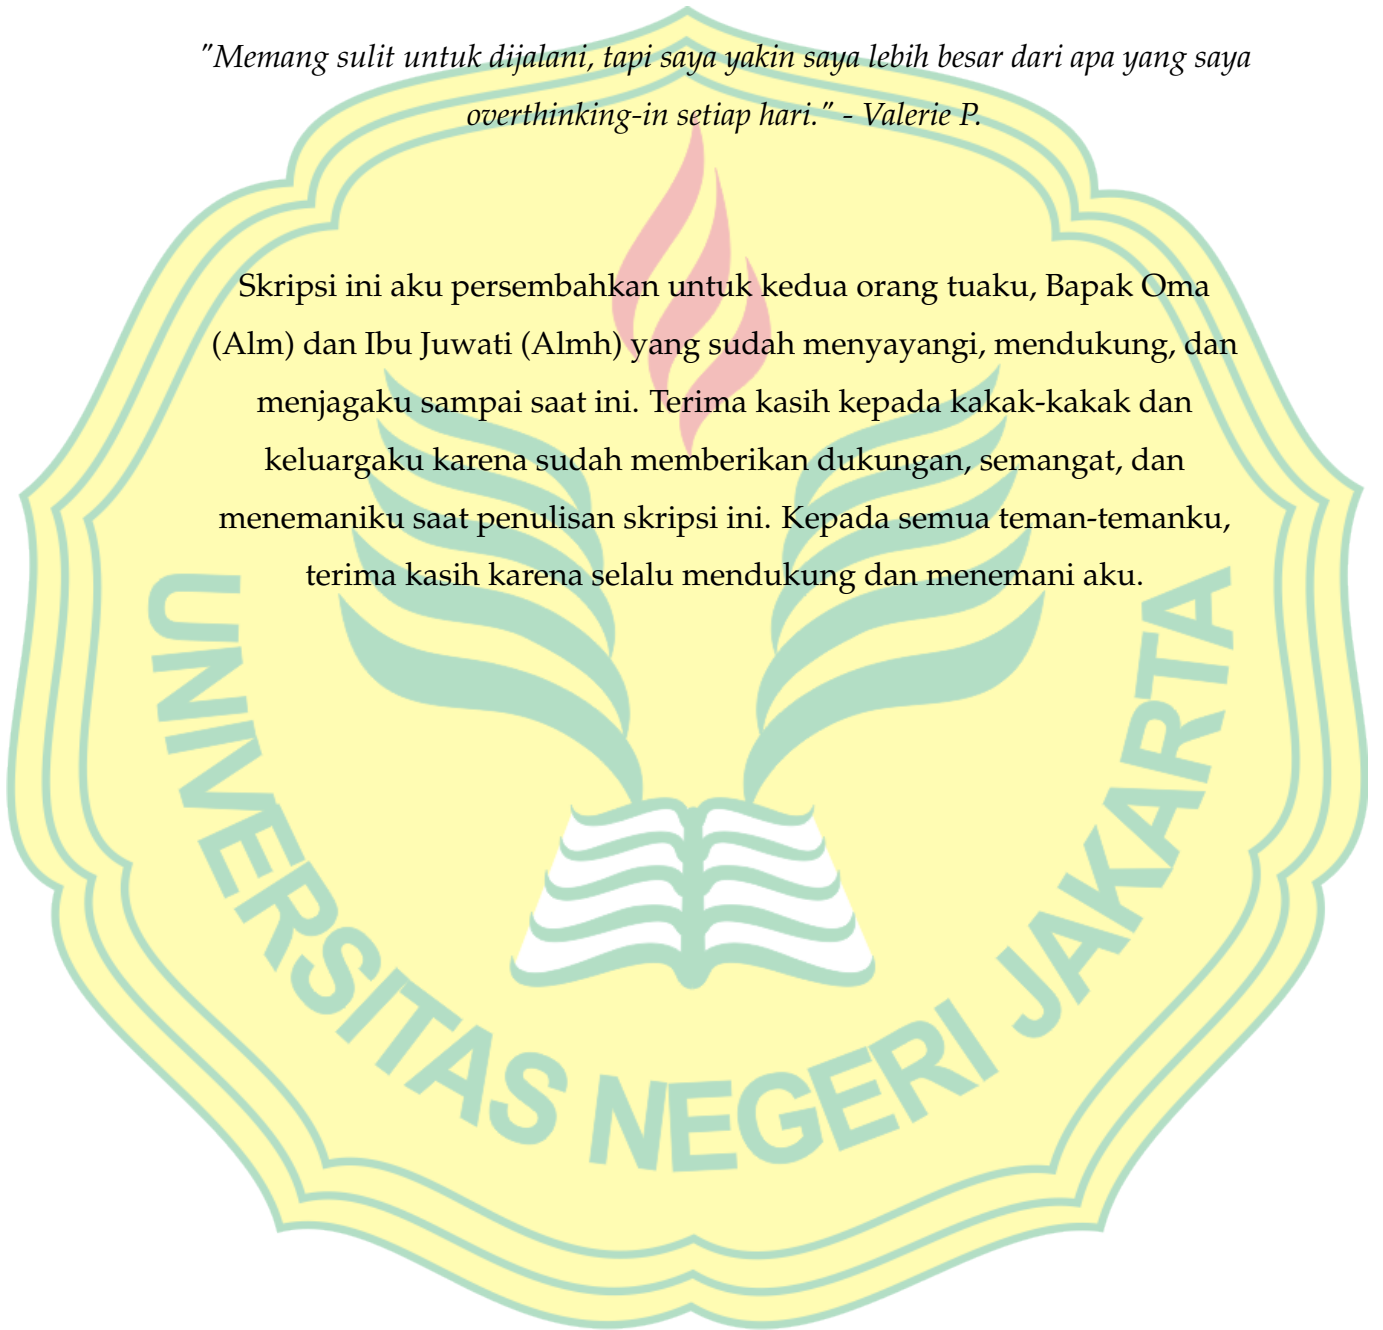 "Memang sulit untuk dijalani, tapi saya yakin saya lebih besar dari apa yang saya
overthinking-in setiap hari." - Valerie P.
Skripsi ini aku persembahkan untuk kedua orang tuaku, Bapak Oma
(Alm) dan Ibu Juwati (Almh) yang sudah menyayangi, mendukung, dan
menjagaku sampai saat ini. Terima kasih kepada kakak-kakak dan
keluargaku karena sudah memberikan dukungan, semangat, dan
menemaniku saat penulisan skripsi ini. Kepada semua teman-temanku,
terima kasih karena selalu mendukung dan menemani aku.
UNIVERSITAS NEGERI JAKARTA